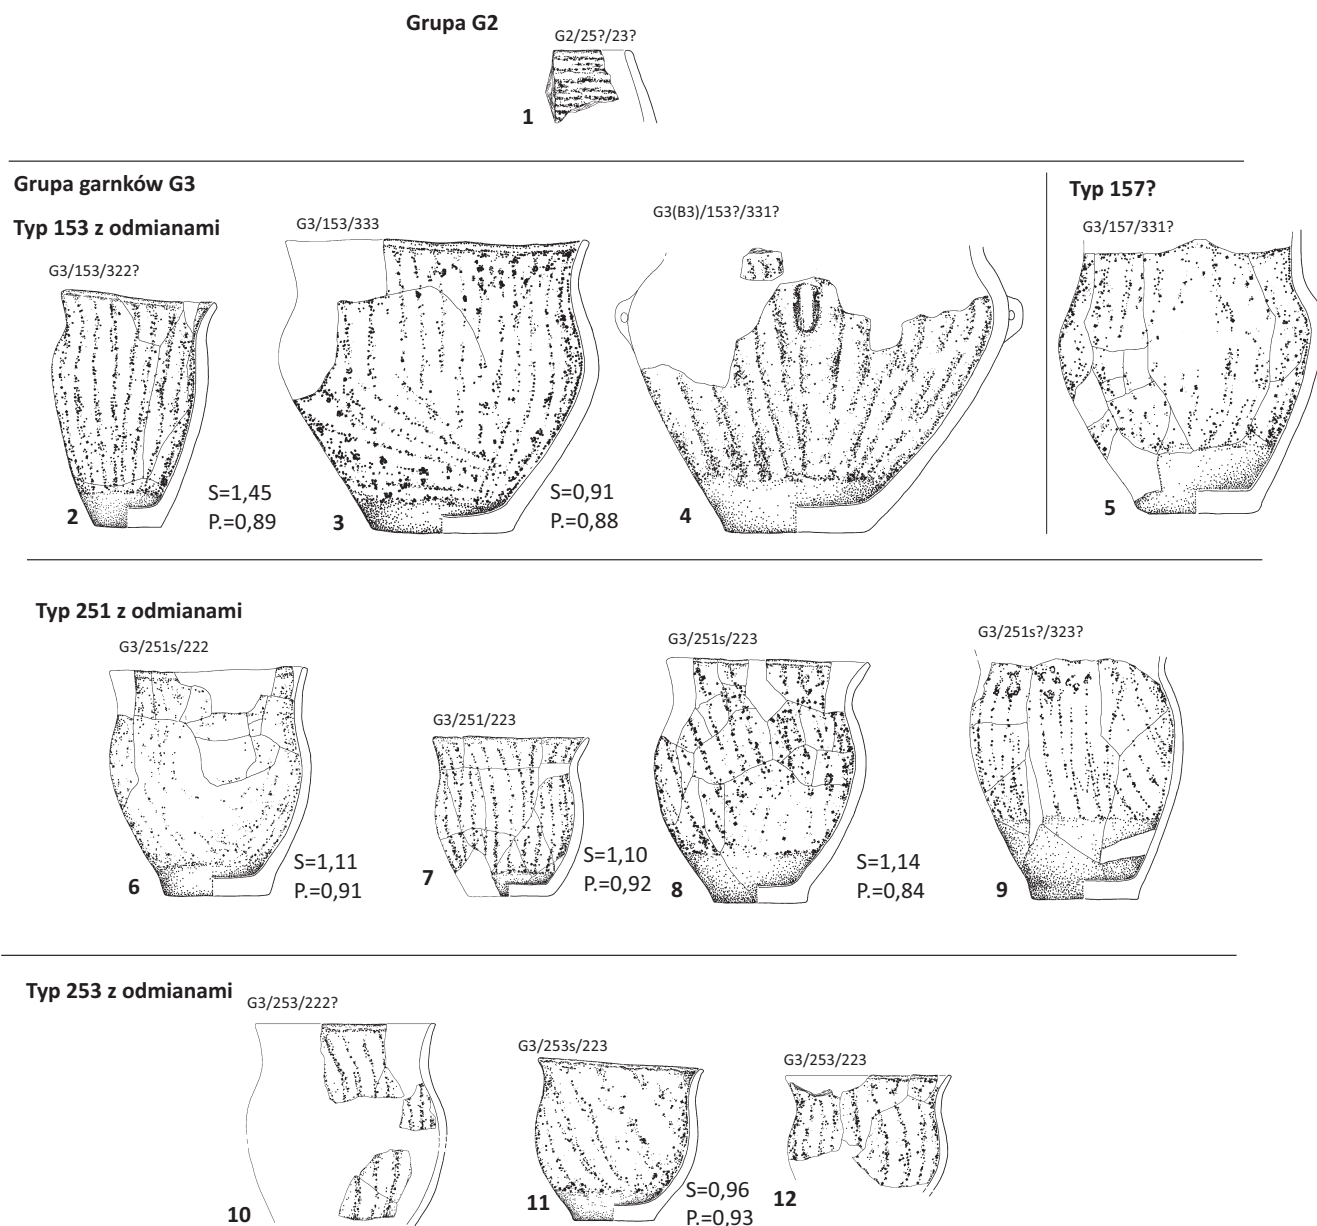 Grupa G2
G2/25?/23?
1
Grupa garnków G3
Typ 153 z odmianami
G3/153/322?
2
S=1,45
P.=0,89
G3/153/333
3
S=0,91
P.=0,88
G3(B3)/153?/331?
4
Typ 157?
G3/157/331?
5
Typ 251 z odmianami
G3/251s/222
6
S=1,11
P.=0,91
G3/251/223
7
S=1,10
P.=0,92
G3/251s/223
8
S=1,14
P.=0,84
G3/251s?/323?
9
Typ 253 z odmianami
G3/253/222?
10
G3/253s/223
11
S=0,96
P.=0,93
G3/253/223
12